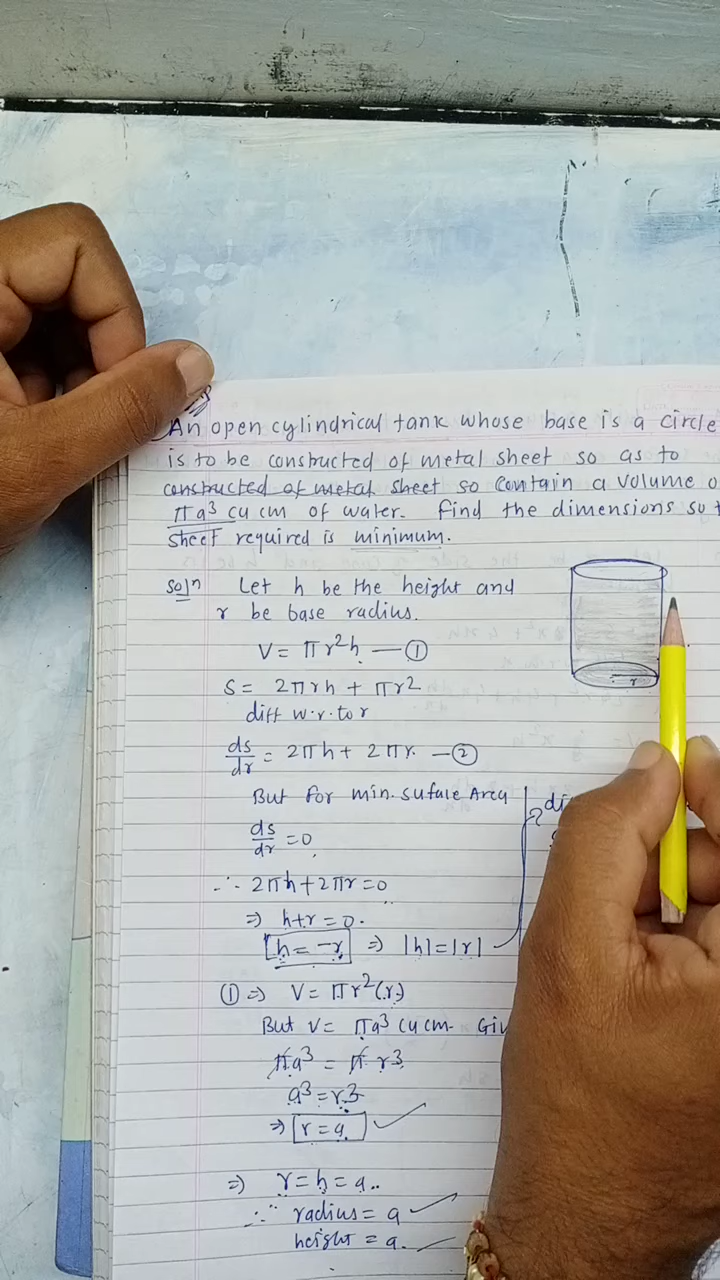 An open cylindrical tank whose base is a circle
is to be constructed of metal sheet so as to
constructed of metal sheet so contain a volume
πa³ cu cm of water. Find the dimensions so
sheet required is minimum.
Soln Let h be the height and
r be base radius.
V = πr²h — ①
S = 2πrh + πr²
diff w.r.to r
ds/dr = 2πh + 2πr — ②
But for min. suface Area
ds/dr = 0
∴ 2πh+2πr=0
⇒ h+r=0.
h = -r ⇒ |h|=|r|
① ⇒ V = πr²(r)
But V = πa³ cu cm-
πa³ = πr³
a³ = r³
⇒ r = a
⇒ r = h = a..
∴ radius = a
height = a.
r